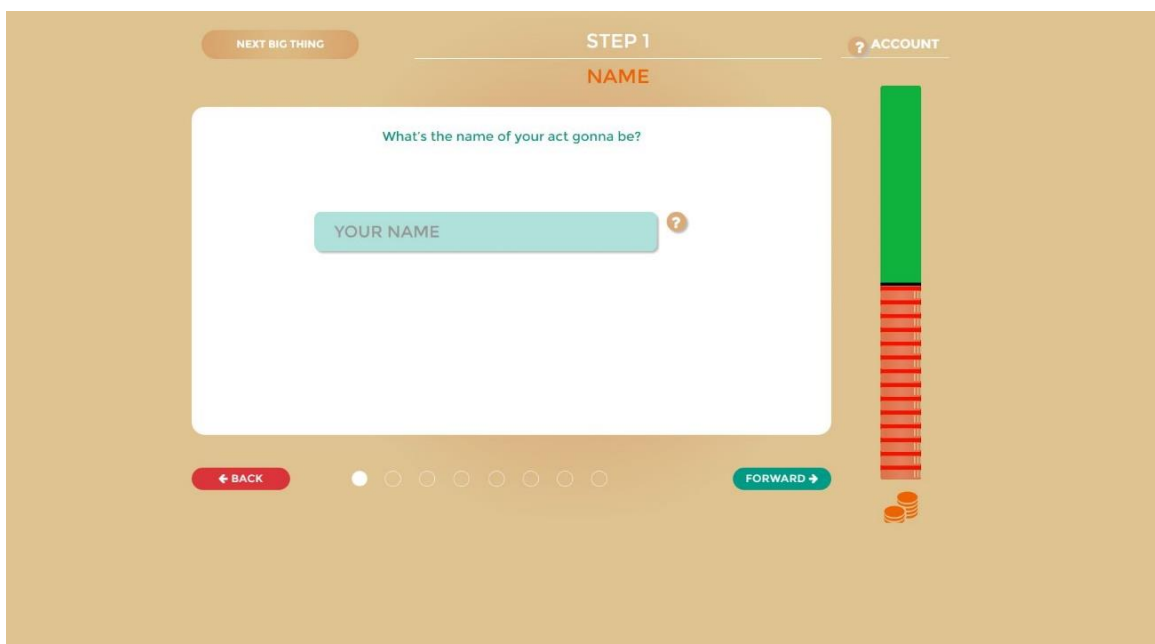 NEXT BIG THING
STEP 1
? ACCOUNT
NAME
What's the name of your act gonna be?
YOUR NAME
?
← BACK
FORWARD →